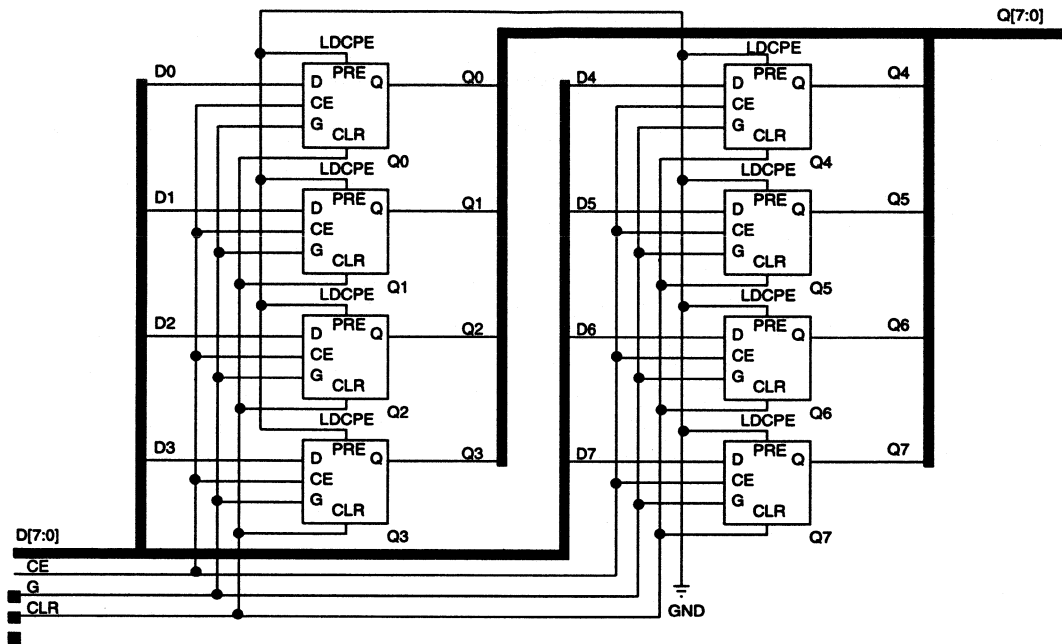 Q[7:0]
LDCPE
D0
D
PRE
Q
Q0
CE
G
CLR
Q0
LDCPE
D1
D
PRE
Q
Q1
CE
G
CLR
Q1
LDCPE
D2
D
PRE
Q
Q2
CE
G
CLR
Q2
LDCPE
D3
D
PRE
Q
Q3
CE
G
CLR
Q3
LDCPE
D4
D
PRE
Q
Q4
CE
G
CLR
Q4
LDCPE
D5
D
PRE
Q
Q5
CE
G
CLR
Q5
LDCPE
D6
D
PRE
Q
Q6
CE
G
CLR
Q6
LDCPE
D7
D
PRE
Q
Q7
CE
G
CLR
Q7
D[7:0]
CE
G
CLR
GND